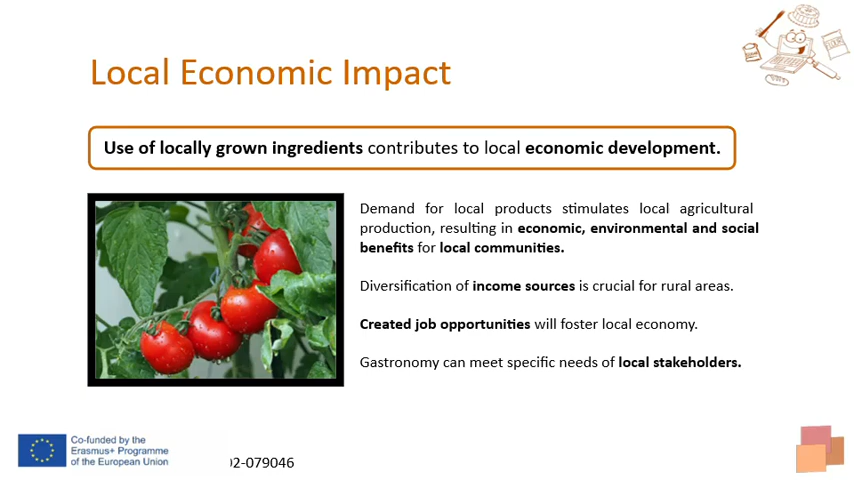 Local Economic Impact
Use of locally grown ingredients contributes to local economic development.
Demand for local products stimulates local agricultural
production, resulting in economic, environmental and social
benefits for local communities.
Diversification of income sources is crucial for rural areas.
Created job opportunities will foster local economy.
Gastronomy can meet specific needs of local stakeholders.
Co-funded by the
Erasmus+ Programme
of the European Union
02-079046